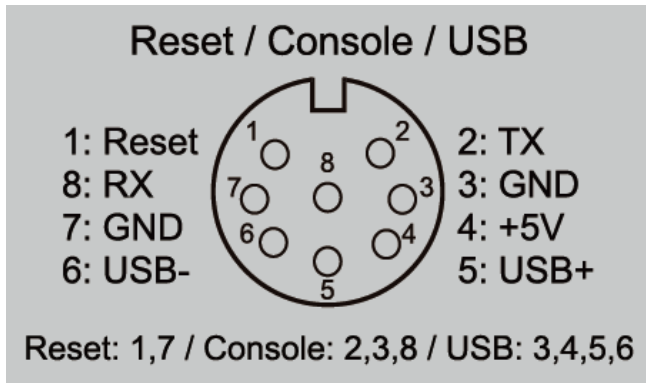 Reset / Console / USB
1: Reset
8: RX
7: GND
6: USB-
1
2
8
7
3
6
4
5
2: TX
3: GND
4: +5V
5: USB+
Reset: 1,7 / Console: 2,3,8 / USB: 3,4,5,6